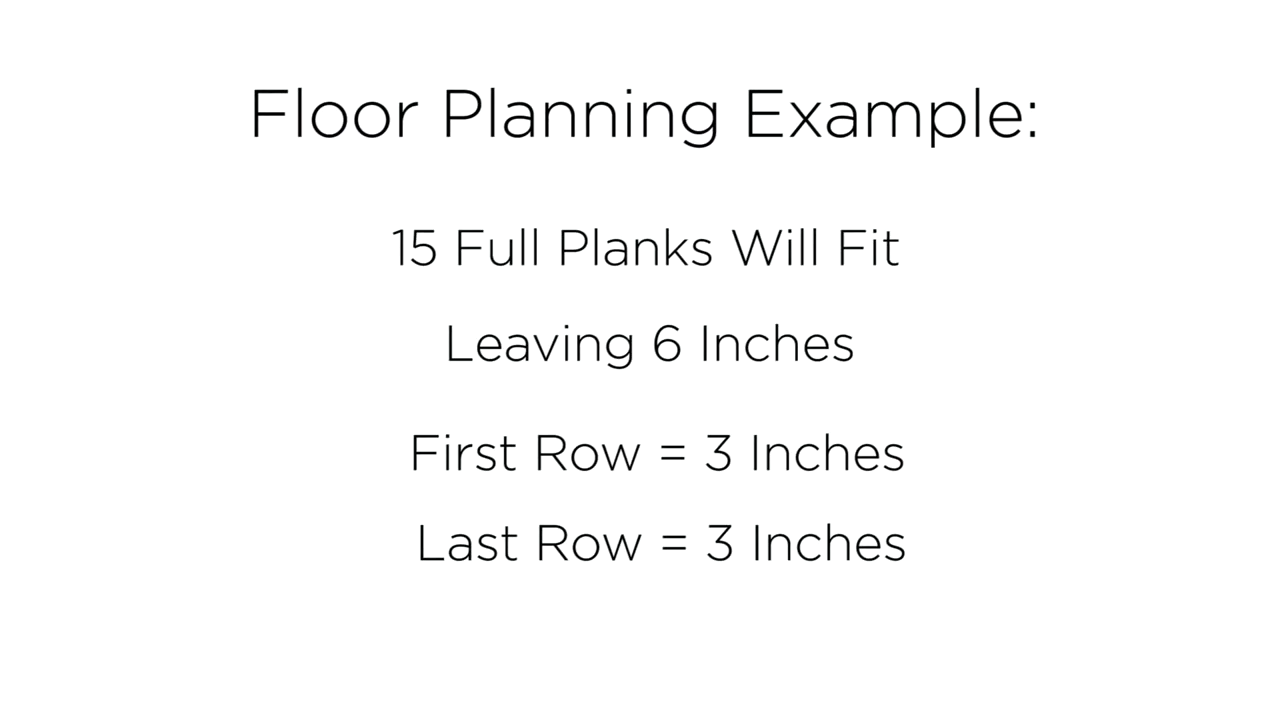 Floor Planning Example:
15 Full Planks Will Fit
Leaving 6 Inches
First Row = 3 Inches
Last Row = 3 Inches